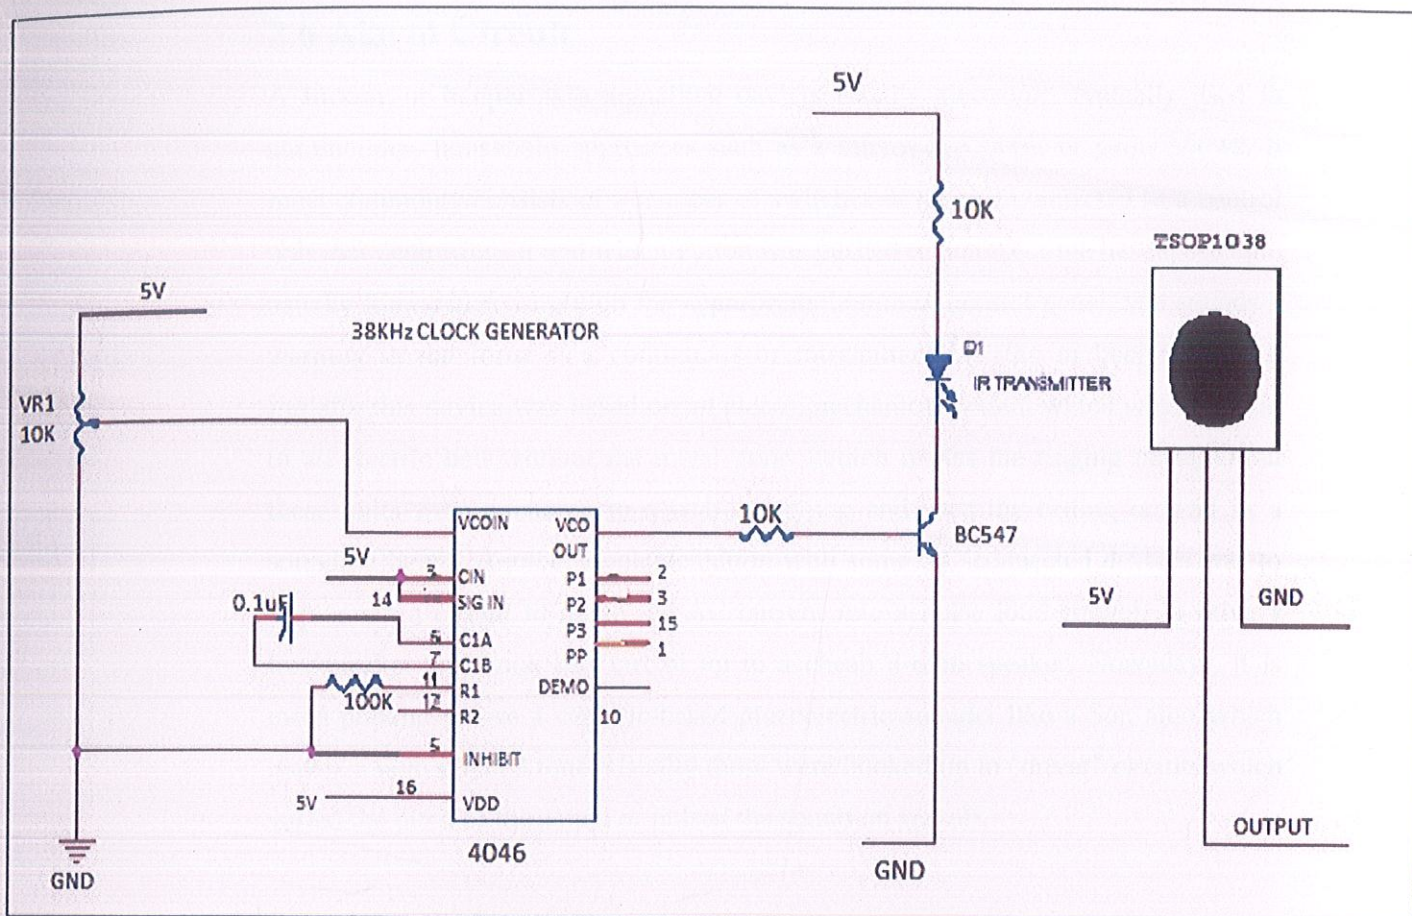 5V
10K
TSOP1038
5V
38KHz CLOCK GENERATOR
D1
IR TRANSMITTER
VR1
10K
VCOIN
VCO
OUT
10K
BC547
5V
3
CIN
P1
2
14
SIG IN
P2
3
0.1uF
5V
GND
6
C1A
P3
15
7
C1B
PP
1
100K
11
R1
DEMO
12
R2
10
5
INHIBIT
5V
16
VDD
OUTPUT
4046
GND
GND